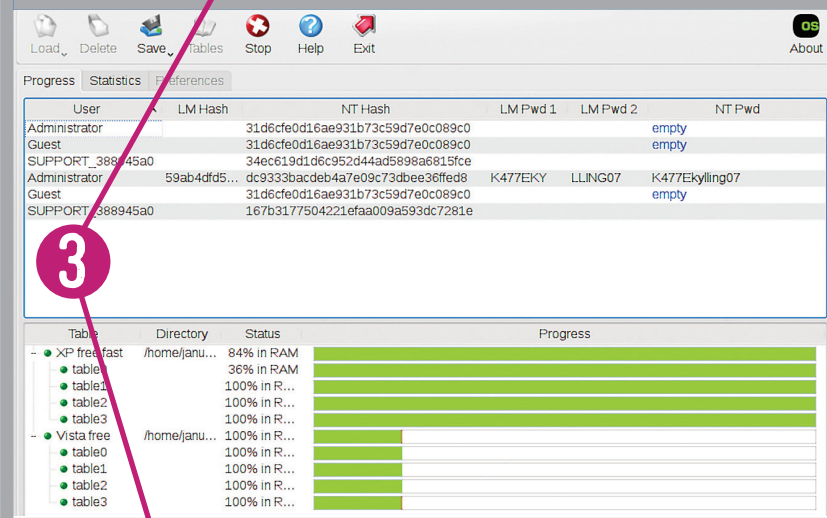 os
Load Delete Save Tables Stop Help Exit About
Progress Statistics Preferences
User LM Hash NT Hash LM Pwd 1 LM Pwd 2 NT Pwd
Administrator 31d6cfe0d16ae931b73c59d7e0c089c0 empty
Guest 31d6cfe0d16ae931b73c59d7e0c089c0 empty
SUPPORT_388945a0 34ec619d1d6c952d44ad5898a6815fce
Administrator 59ab4dfd5... dc9333bacdeb4a7e09c73dbee36ffed8 K477EKY LLING07 K477Ekylling07
Guest 31d6cfe0d16ae931b73c59d7e0c089c0 empty
SUPPORT_388945a0 167b3177504221efaa009a593dc7281e
3
Table Directory Status Progress
XP free fast /home/janu... 84% in RAM
table0 36% in RAM
table1 100% in R...
table2 100% in R...
table3 100% in R...
Vista free /home/janu... 100% in R...
table0 100% in R...
table1 100% in R...
table2 100% in R...
table3 100% in R...